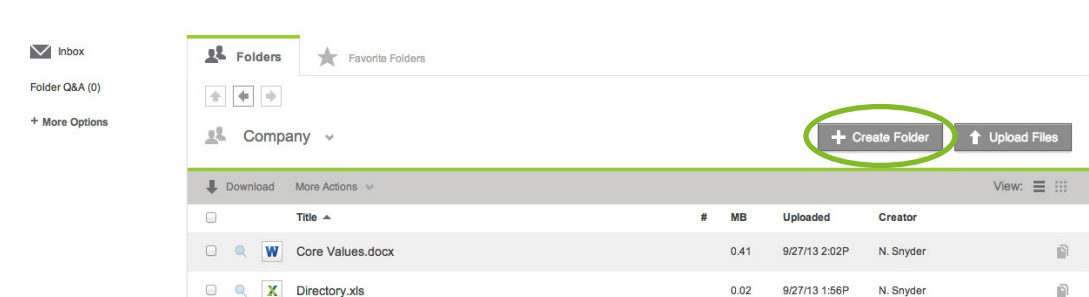 Inbox
Folder Q&A (0)
+ More Options
Folders
Favorite Folders
Company
+ Create Folder
Upload Files
Download More Actions View:
Title # MB Uploaded Creator
W Core Values.docx 0.41 9/27/13 2:02P N. Snyder
X Directory.xls 0.02 9/27/13 1:56P N. Snyder